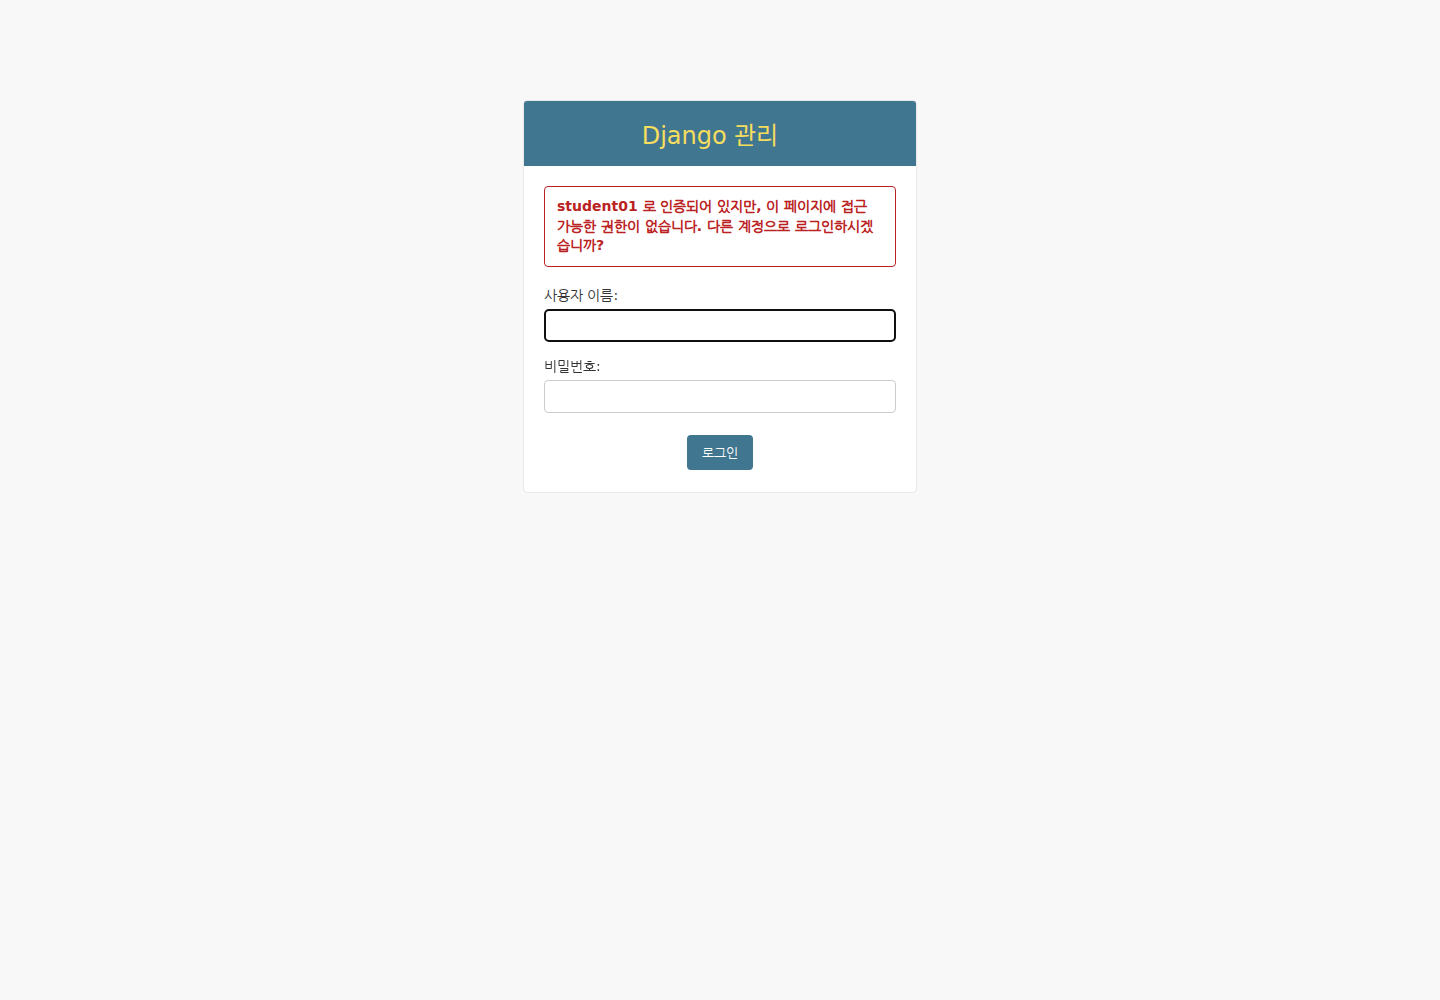 Django 관리
student01 로 인증되어 있지만, 이 페이지에 접근
가능한 권한이 없습니다. 다른 계정으로 로그인하시겠
습니까?
사용자 이름:
비밀번호:
로그인